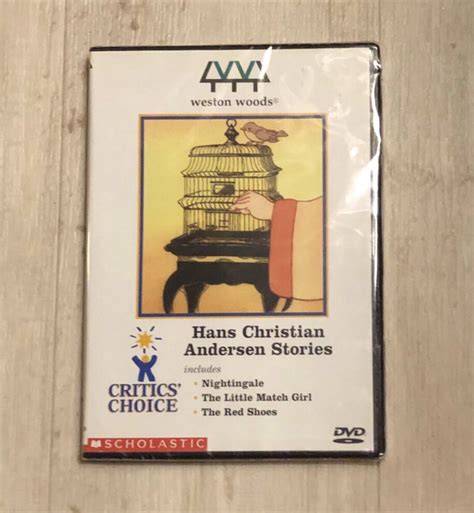 weston woods®
Hans Christian
Andersen Stories
includes
• Nightingale
• The Little Match Girl
• The Red Shoes
CRITICS'
CHOICE
SCHOLASTIC
DVD